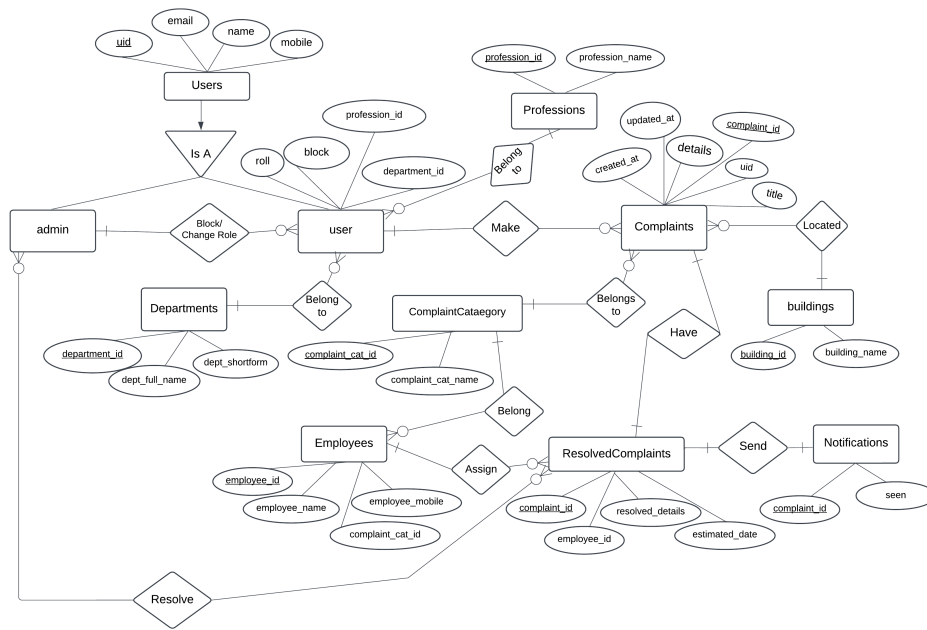 email
name
uid
mobile
Users
profession_id
profession_name
Professions
Is A
profession_id
block
roll
department_id
Belong
to
updated_at
complaint_id
details
created_at
uid
title
admin
Block/
Change Role
user
Make
Complaints
Located
Departments
Belong
to
ComplaintCataegory
Belongs
to
buildings
Have
department_id
dept_shortform
dept_full_name
complaint_cat_id
complaint_cat_name
building_id
building_name
Belong
Employees
Assign
ResolvedComplaints
Send
Notifications
employee_id
employee_name
employee_mobile
complaint_cat_id
complaint_id
resolved_details
employee_id
estimated_date
complaint_id
seen
Resolve